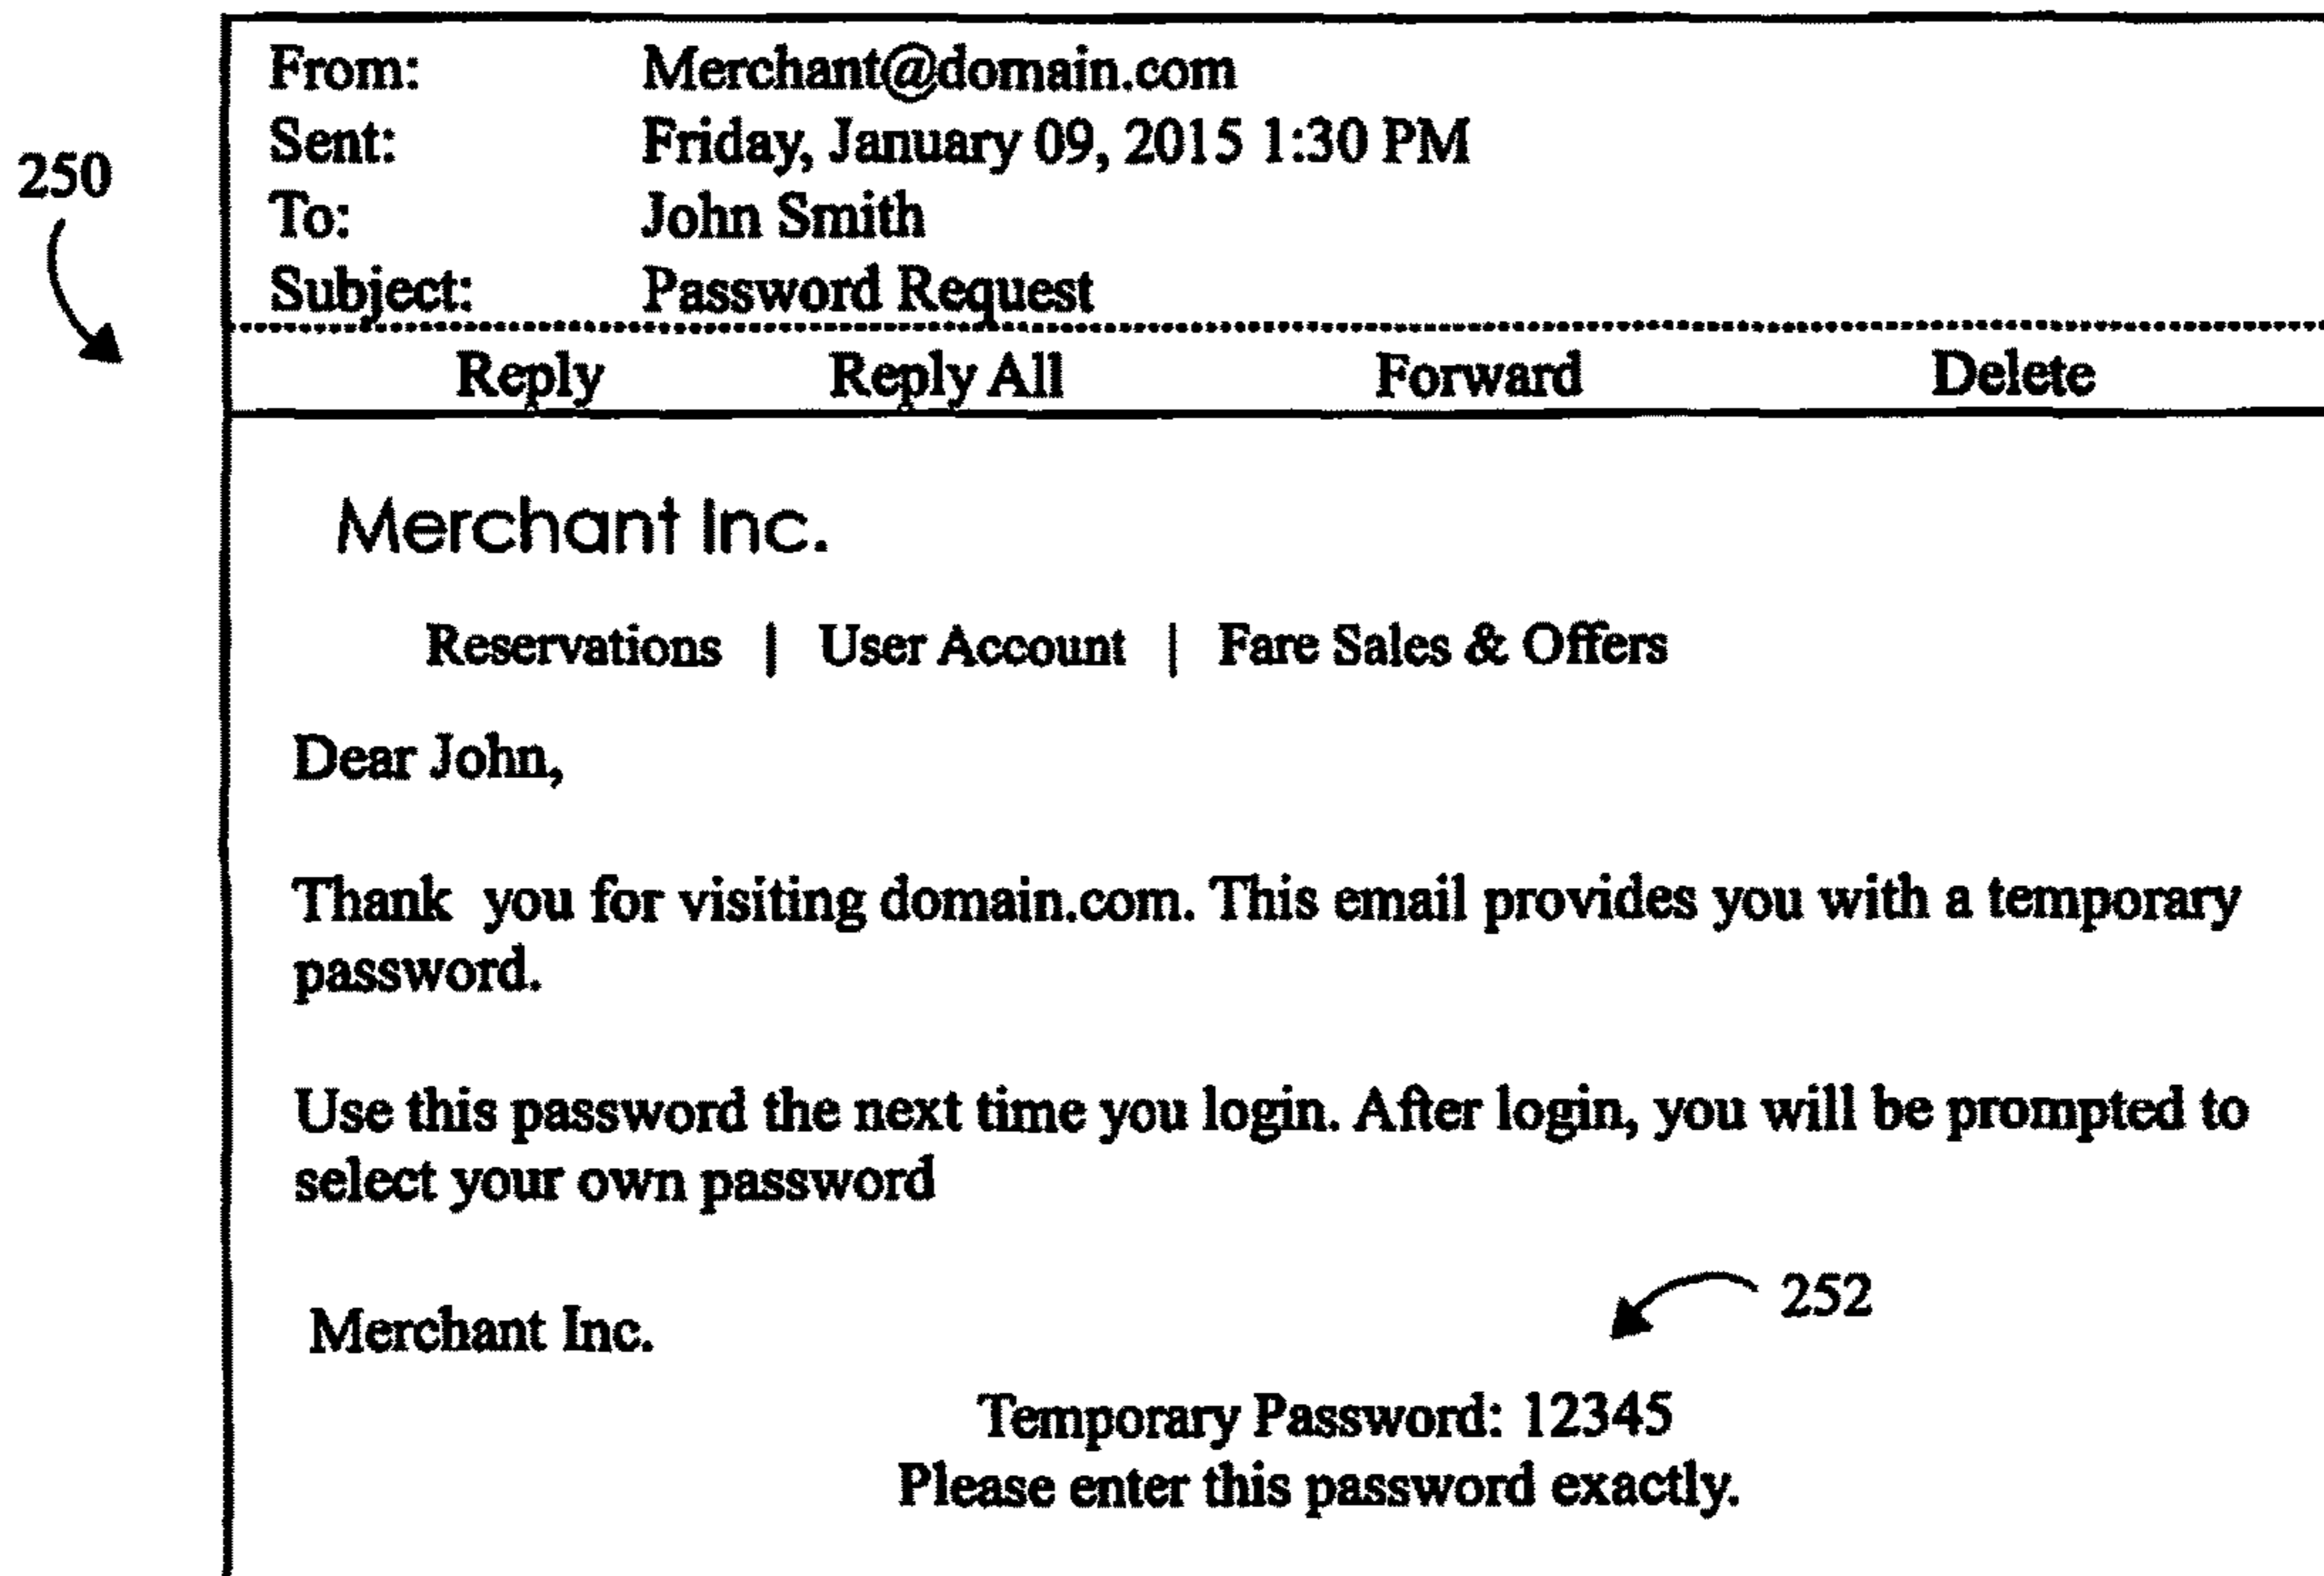 From: Merchant@domain.com
Sent: Friday, January 09, 2015 1:30 PM
250
To: John Smith
Subject: Password Request
Reply Reply All Forward Delete
Merchant Inc.
Reservations | User Account | Fare Sales & Offers
Dear John,
Thank you for visiting domain.com. This email provides you with a temporary
password.
Use this password the next time you login. After login, you will be prompted to
select your own password
252
Merchant Inc.
Temporary Password: 12345
Please enter this password exactly.